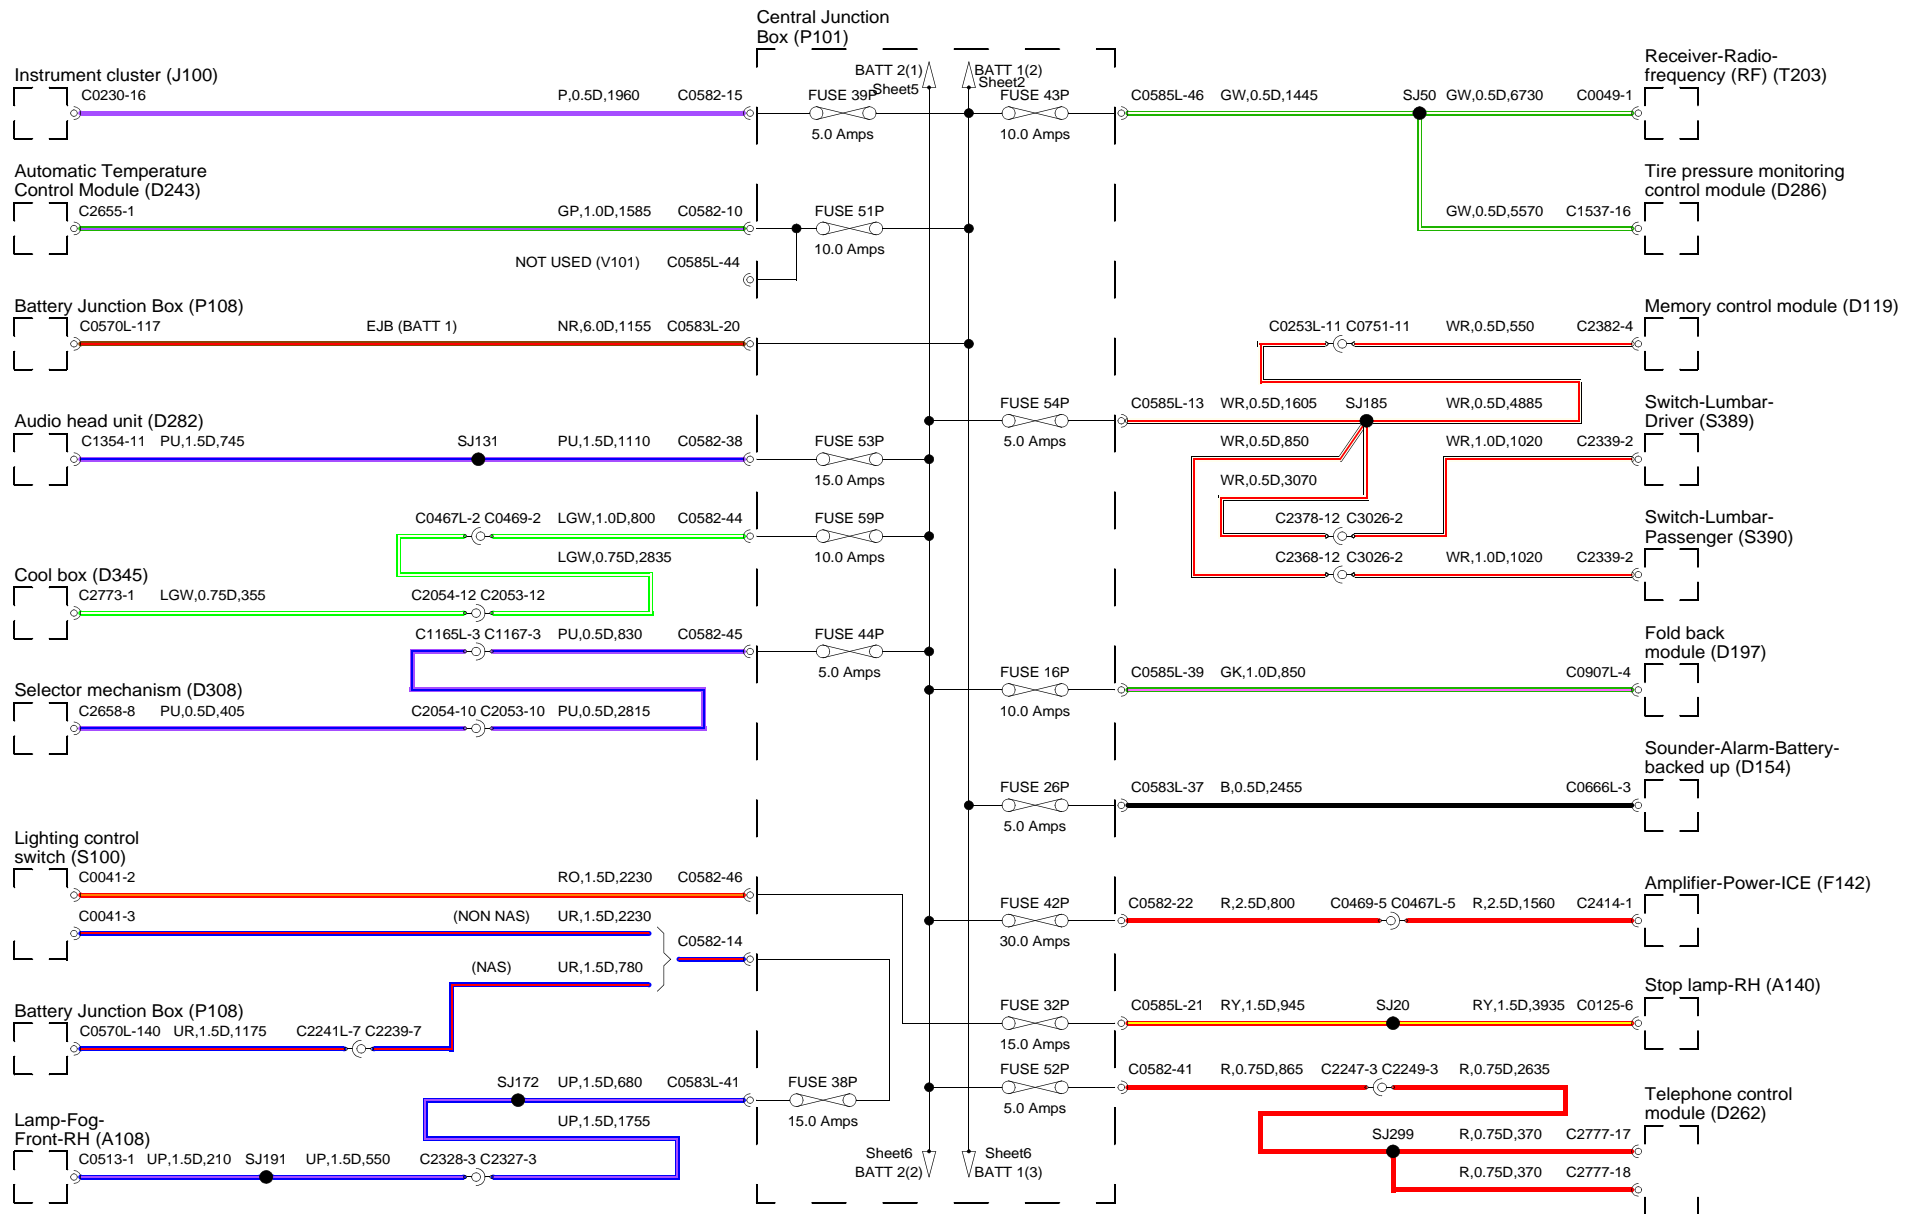 Central Junction
Box (P101)
BATT 2(1)
Sheet5
BATT 1(2)
Sheet2
Instrument cluster (J100)
C0230-16 P,0.5D,1960 C0582-15
FUSE 39P
5.0 Amps
Automatic Temperature
Control Module (D243)
C2655-1 GP,1.0D,1585 C0582-10
FUSE 51P
10.0 Amps
NOT USED (V101) C0585L-44
Battery Junction Box (P108)
C0570L-117 EJB (BATT 1) NR,6.0D,1155 C0583L-20
Audio head unit (D282)
C1354-11 PU,1.5D,745 SJ131 PU,1.5D,1110 C0582-38
FUSE 53P
15.0 Amps
C0467L-2 C0469-2 LGW,1.0D,800 C0582-44
FUSE 59P
10.0 Amps
LGW,0.75D,2835
Cool box (D345)
C2773-1 LGW,0.75D,355 C2054-12 C2053-12
C1165L-3 C1167-3 PU,0.5D,830 C0582-45
FUSE 44P
5.0 Amps
Selector mechanism (D308)
C2658-8 PU,0.5D,405 C2054-10 C2053-10 PU,0.5D,2815
Lighting control
switch (S100)
C0041-2 RO,1.5D,2230 C0582-46
C0041-3 (NON NAS) UR,1.5D,2230
C0582-14
(NAS) UR,1.5D,780
Battery Junction Box (P108)
C0570L-140 UR,1.5D,1175 C2241L-7 C2239-7
SJ172 UP,1.5D,680 C0583L-41
FUSE 38P
15.0 Amps
UP,1.5D,1755
Lamp-Fog-
Front-RH (A108)
C0513-1 UP,1.5D,210 SJ191 UP,1.5D,550 C2328-3 C2327-3
Sheet6
BATT 2(2)
Sheet6
BATT 1(3)
FUSE 43P
10.0 Amps
C0585L-46 GW,0.5D,1445 SJ50 GW,0.5D,6730 C0049-1
Receiver-Radio-
frequency (RF) (T203)
GW,0.5D,5570 C1537-16
Tire pressure monitoring
control module (D286)
C0253L-11 C0751-11 WR,0.5D,550 C2382-4
Memory control module (D119)
FUSE 54P
5.0 Amps
C0585L-13 WR,0.5D,1605 SJ185 WR,0.5D,4885
Switch-Lumbar-
Driver (S389)
WR,0.5D,850 WR,1.0D,1020 C2339-2
WR,0.5D,3070
C2378-12 C3026-2
Switch-Lumbar-
Passenger (S390)
C2368-12 C3026-2 WR,1.0D,1020 C2339-2
FUSE 16P
10.0 Amps
C0585L-39 GK,1.0D,850 C0907L-4
Fold back
module (D197)
FUSE 26P
5.0 Amps
C0583L-37 B,0.5D,2455 C0666L-3
Sounder-Alarm-Battery-
backed up (D154)
FUSE 42P
30.0 Amps
C0582-22 R,2.5D,800 C0469-5 C0467L-5 R,2.5D,1560 C2414-1
Amplifier-Power-ICE (F142)
FUSE 32P
15.0 Amps
C0585L-21 RY,1.5D,945 SJ20 RY,1.5D,3935 C0125-6
Stop lamp-RH (A140)
FUSE 52P
5.0 Amps
C0582-41 R,0.75D,865 C2247-3 C2249-3 R,0.75D,2635
Telephone control
module (D262)
SJ299 R,0.75D,370 C2777-17
R,0.75D,370 C2777-18